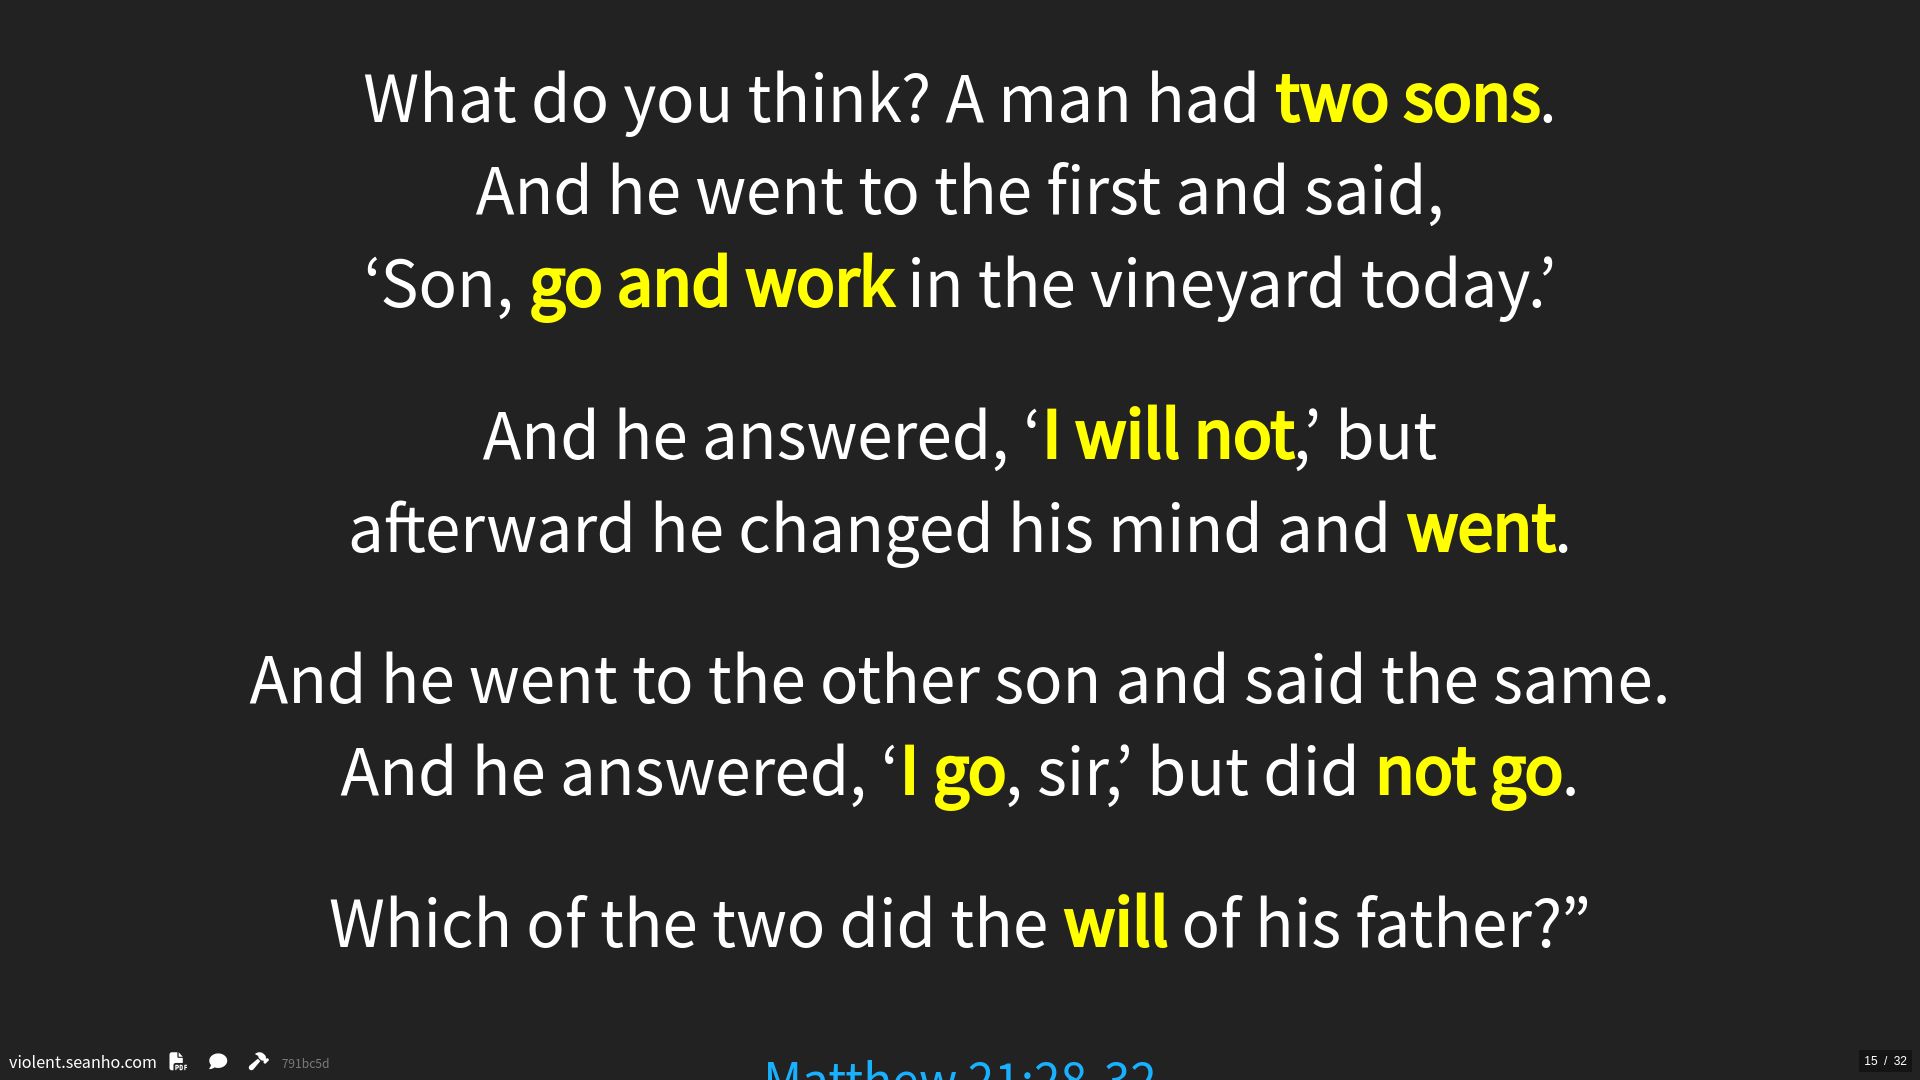 What do you think? A man had two sons.
And he went to the first and said,
‘Son, go and work in the vineyard today.’
And he answered, ‘I will not,’ but
afterward he changed his mind and went.
And he went to the other son and said the same.
And he answered, ‘I go, sir,’ but did not go.
Which of the two did the will of his father?”
Matthew 21:28-32
violent.seanho.com PDF 791bc5d
15 / 32